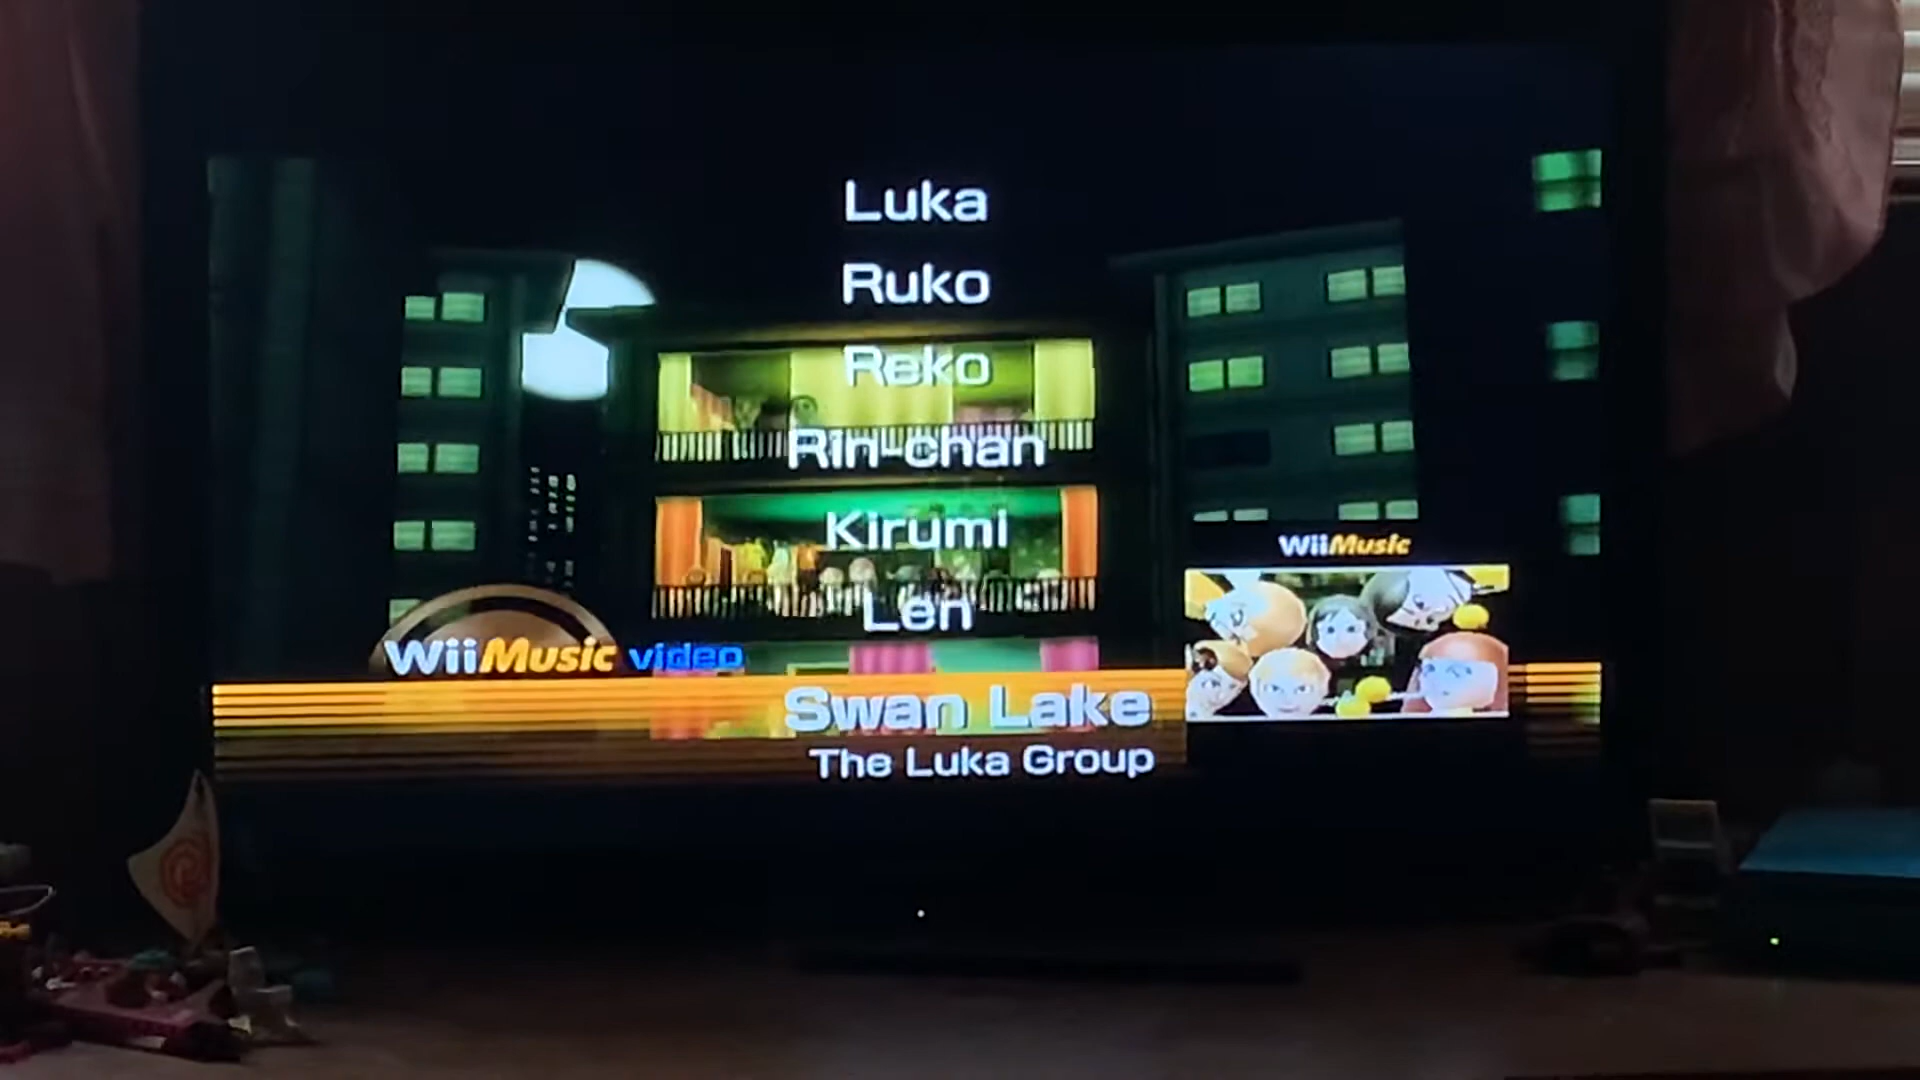 Luka
Ruko
Reko
Rin-chan
Kirumi
Len
WiiMusic
WiiMusic video
Swan Lake
The Luka Group